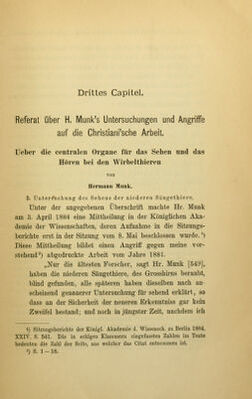 Drittes Capitel.
Referat über H. Munk's Untersuchungen und Angriffe
auf die Christiani'sche Arbeit.
Ueber die centralen Organe für das Sehen und das
Hören bei den Wirbelthieren
von
Hermann Munk.
5. Untersuchung des Sehens der niederen Säugethiere.
Unter der angegebenen Überschrift machte Hr. Munk
am 3. April 1884 eine Mittheilung in der Königlichen Aka-
demie der Wissenschaften, deren Aufnahme in die Sitzungs-
berichte erst in der Sitzung vom 8. Mai beschlossen wurde.¹)
Diese Mittheilung bildet einen Angriff gegen meine vor-
stehend²) abgedruckte Arbeit vom Jahre 1881.
„Nur die ältesten Forscher, sagt Hr. Munk [549],
haben die niederen Säugethiere, des Grosshirns beraubt,
blind gefunden, alle späteren haben dieselben nach an-
scheinend genauerer Untersuchung für sehend erklärt, so
dass an der Sicherheit der neueren Erkenntniss gar kein
Zweifel bestand; und noch in jüngster Zeit, nachdem ich
¹) Sitzungsberichte der Königl. Akademie d. Wissensch. zu Berlin 1884,
XXIV. S. 541. Die in eckigen Klammern eingefassten Zahlen im Texte
bedeuten die Zahl der Seite, aus welcher das Citat entnommen ist.
²) S. 1—16.